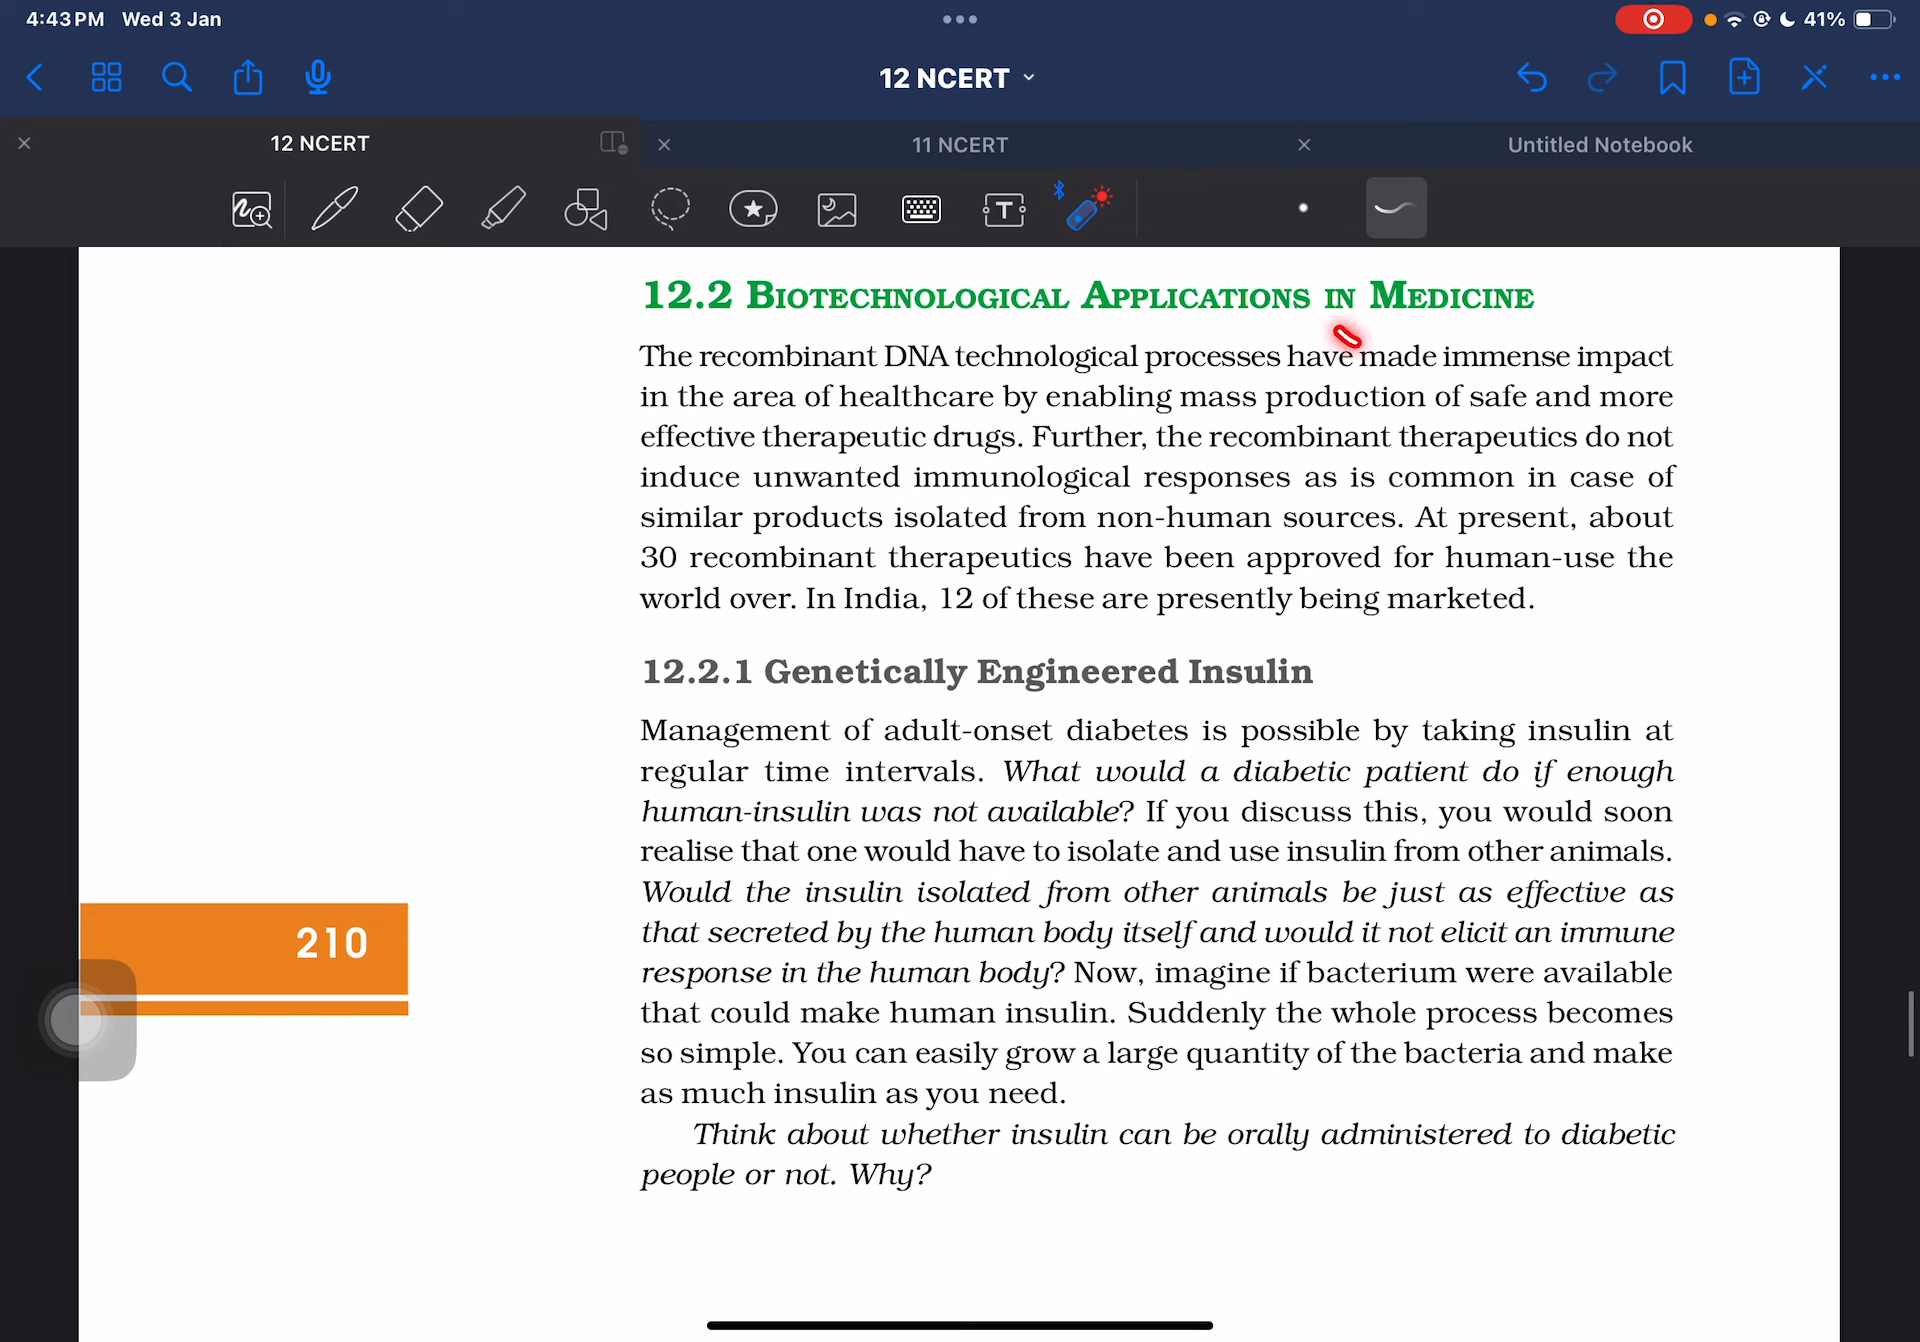 4:43 PM Wed 3 Jan
41%
12 NCERT
12 NCERT
11 NCERT
Untitled Notebook
T
12.2 BIOTECHNOLOGICAL APPLICATIONS IN MEDICINE
The recombinant DNA technological processes have made immense impact
in the area of healthcare by enabling mass production of safe and more
effective therapeutic drugs. Further, the recombinant therapeutics do not
induce unwanted immunological responses as is common in case of
similar products isolated from non-human sources. At present, about
30 recombinant therapeutics have been approved for human-use the
world over. In India, 12 of these are presently being marketed.
12.2.1 Genetically Engineered Insulin
Management of adult-onset diabetes is possible by taking insulin at
regular time intervals. What would a diabetic patient do if enough
human-insulin was not available? If you discuss this, you would soon
realise that one would have to isolate and use insulin from other animals.
Would the insulin isolated from other animals be just as effective as
that secreted by the human body itself and would it not elicit an immune
response in the human body? Now, imagine if bacterium were available
that could make human insulin. Suddenly the whole process becomes
so simple. You can easily grow a large quantity of the bacteria and make
as much insulin as you need.
Think about whether insulin can be orally administered to diabetic
people or not. Why?
210